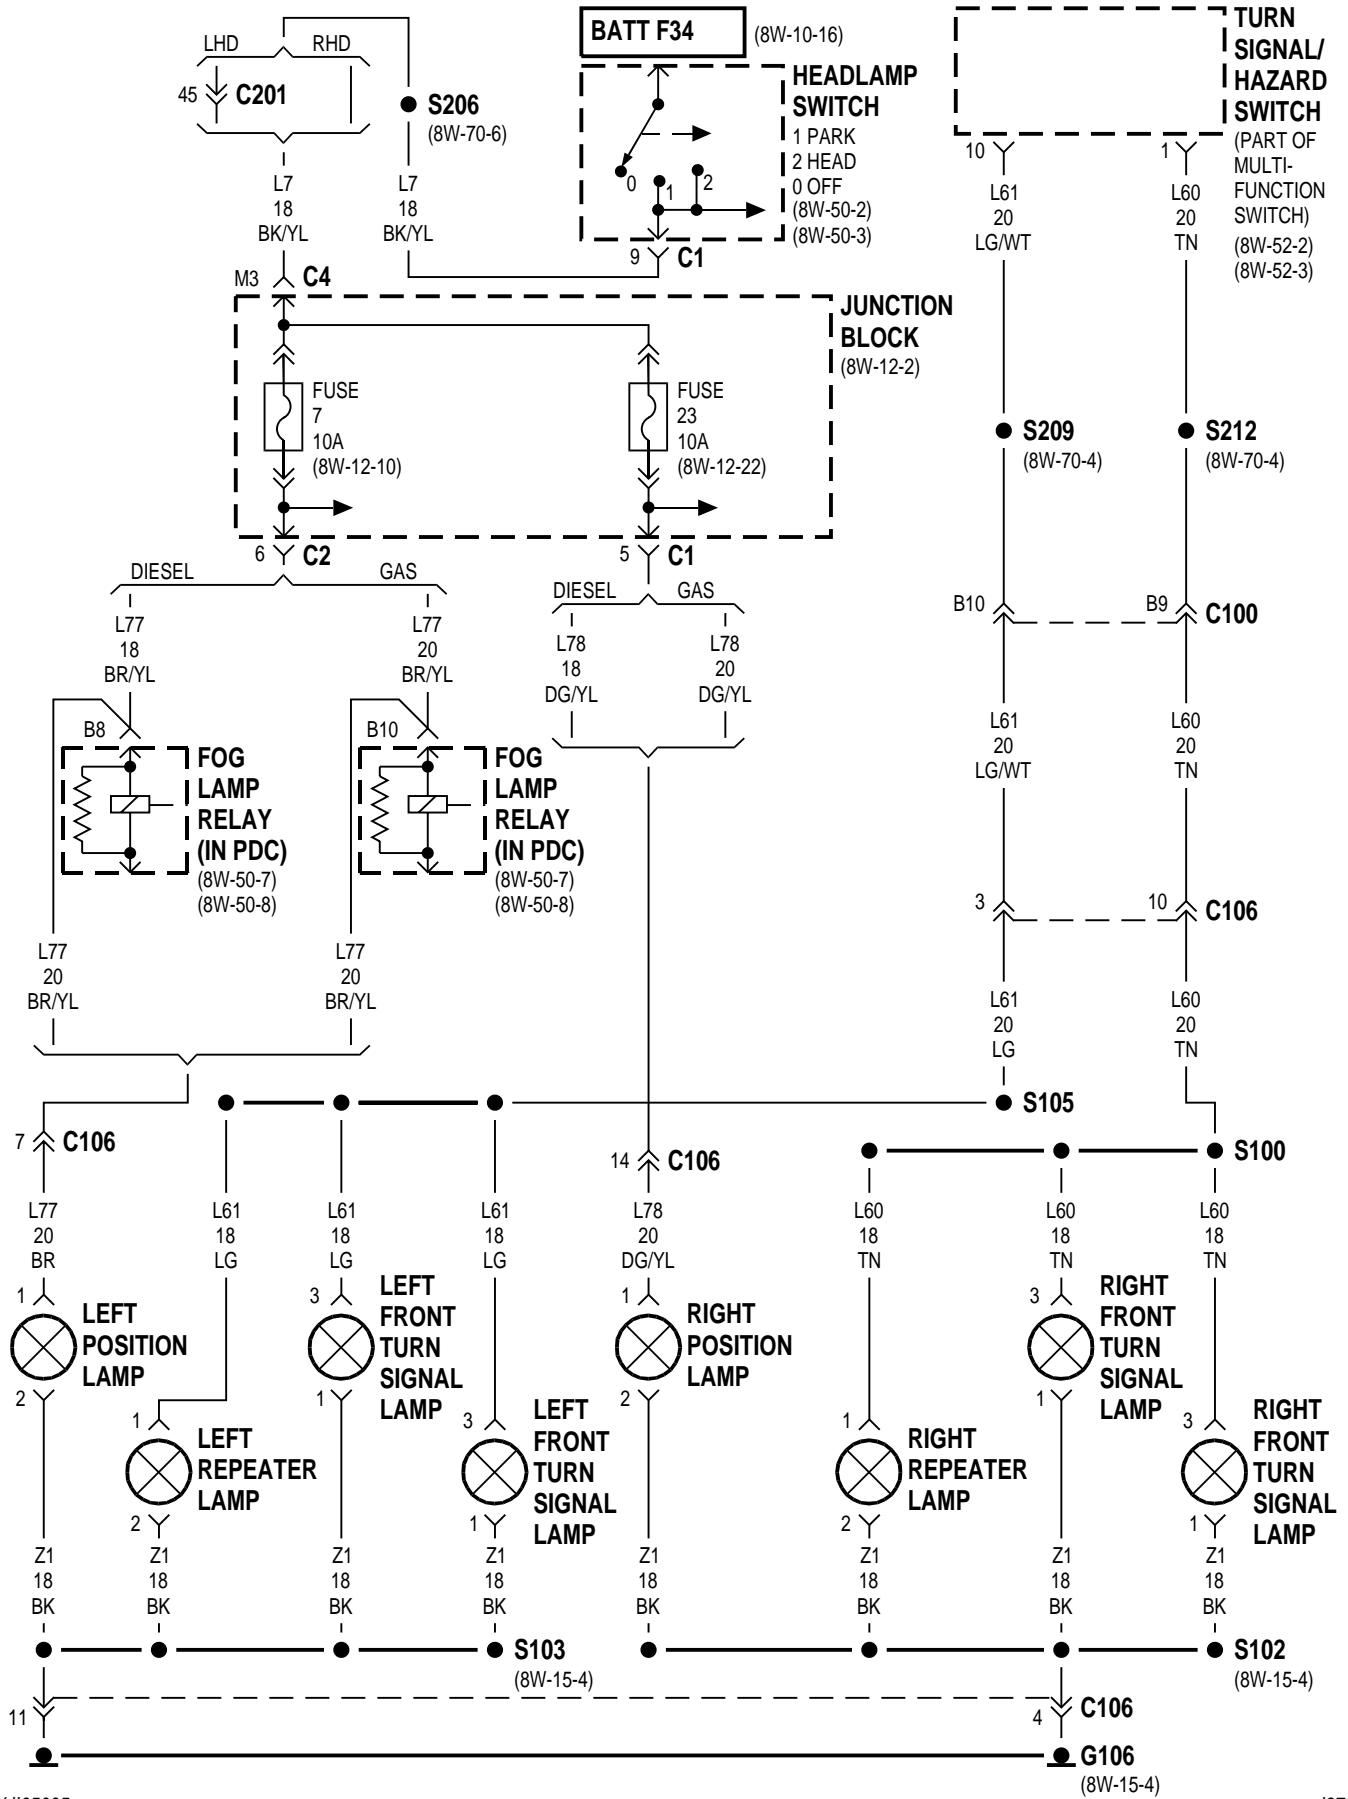 LHD
RHD
45
C201
S206
(8W-70-6)
L7
18
BK/YL
L7
18
BK/YL
M3
C4
BATT F34
(8W-10-16)
HEADLAMP
SWITCH
1 PARK
2 HEAD
0 OFF
(8W-50-2)
(8W-50-3)
0
1
2
9
C1
TURN
SIGNAL/
HAZARD
SWITCH
(PART OF
MULTI-
FUNCTION
SWITCH)
(8W-52-2)
(8W-52-3)
10
1
L61
20
LG/WT
L60
20
TN
JUNCTION
BLOCK
(8W-12-2)
FUSE
7
10A
(8W-12-10)
FUSE
23
10A
(8W-12-22)
S209
(8W-70-4)
S212
(8W-70-4)
6
C2
5
C1
DIESEL
GAS
DIESEL
GAS
L77
18
BR/YL
L77
20
BR/YL
L78
18
DG/YL
L78
20
DG/YL
B10
B9
C100
B8
FOG
LAMP
RELAY
(IN PDC)
(8W-50-7)
(8W-50-8)
B10
FOG
LAMP
RELAY
(IN PDC)
(8W-50-7)
(8W-50-8)
L61
20
LG/WT
L60
20
TN
3
10
C106
L77
20
BR/YL
L77
20
BR/YL
L61
20
LG
L60
20
TN
S105
7
C106
14
C106
S100
L77
20
BR
L61
18
LG
L61
18
LG
L61
18
LG
L78
20
DG/YL
L60
18
TN
L60
18
TN
L60
18
TN
1
LEFT
POSITION
LAMP
2
1
LEFT
REPEATER
LAMP
2
3
LEFT
FRONT
TURN
SIGNAL
LAMP
1
3
LEFT
FRONT
TURN
SIGNAL
LAMP
1
1
RIGHT
POSITION
LAMP
2
1
RIGHT
REPEATER
LAMP
2
3
RIGHT
FRONT
TURN
SIGNAL
LAMP
1
3
RIGHT
FRONT
TURN
SIGNAL
LAMP
1
Z1
18
BK
Z1
18
BK
Z1
18
BK
Z1
18
BK
Z1
18
BK
Z1
18
BK
Z1
18
BK
Z1
18
BK
S103
(8W-15-4)
S102
(8W-15-4)
11
4
C106
G106
(8W-15-4)